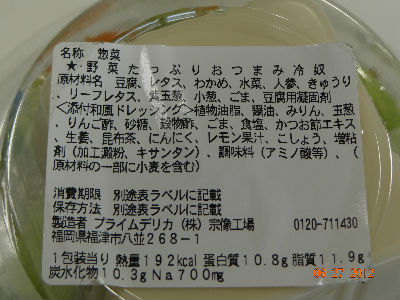 名称 惣菜
★・野菜たっぷりおつまみ冷奴
原材料名 豆腐、レタス、わかめ、水菜、人参、きゅうり
、リーフレタス、紫玉葱、小葱、ごま、豆腐用凝固剤
＜添付和風ドレッシング＞植物油脂、醤油、みりん、玉葱
、りんご酢、砂糖、穀物酢、ごま、食塩、かつお節エキス
、生姜、昆布茶、にんにく、レモン果汁、こしょう、増粘
剤（加工澱粉、キサンタン）、調味料（アミノ酸等）、（
原材料の一部に小麦を含む）
消費期限 別途表ラベルに記載
保存方法 別途表ラベルに記載
製造者 プライムデリカ（株）宗像工場 0120-711430
福岡県福津市八並268-1
1包装当り 熱量192kcal 蛋白質10.8g 脂質11.9g
炭水化物10.3g Na700mg
06 27 2012